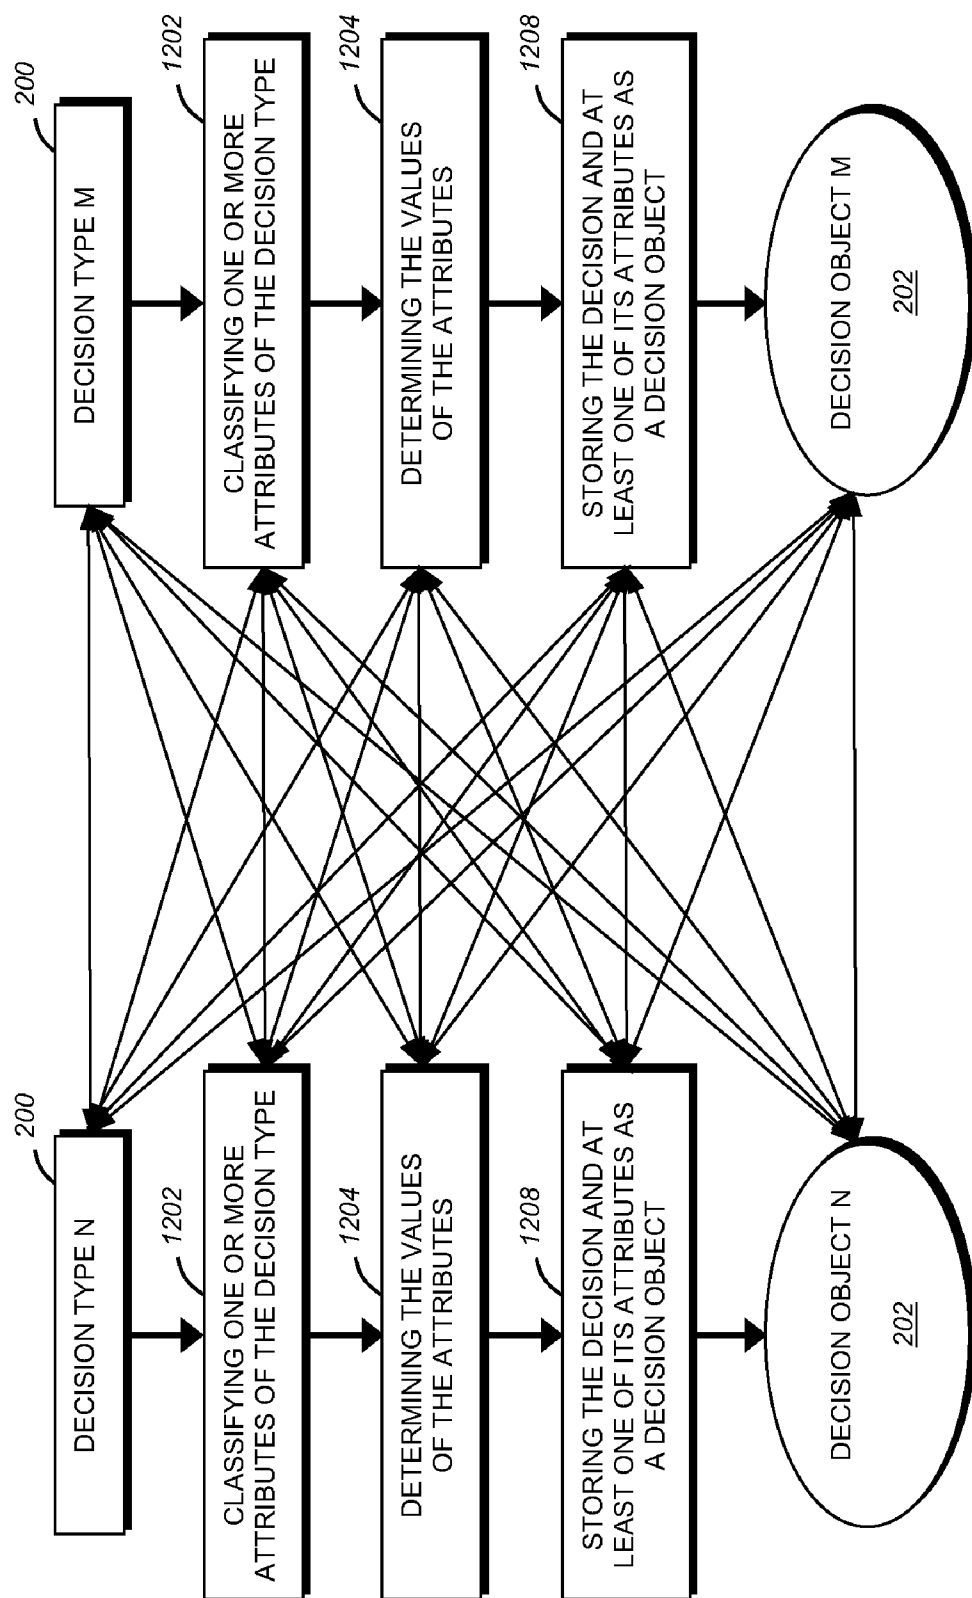 200
DECISION TYPE N
1202
CLASSIFYING ONE OR MORE
ATTRIBUTES OF THE DECISION TYPE
1204
DETERMINING THE VALUES
OF THE ATTRIBUTES
1208
STORING THE DECISION AND AT
LEAST ONE OF ITS ATTRIBUTES AS
A DECISION OBJECT
DECISION OBJECT N
202
200
DECISION TYPE M
1202
CLASSIFYING ONE OR MORE
ATTRIBUTES OF THE DECISION TYPE
1204
DETERMINING THE VALUES
OF THE ATTRIBUTES
1208
STORING THE DECISION AND AT
LEAST ONE OF ITS ATTRIBUTES AS
A DECISION OBJECT
DECISION OBJECT M
202